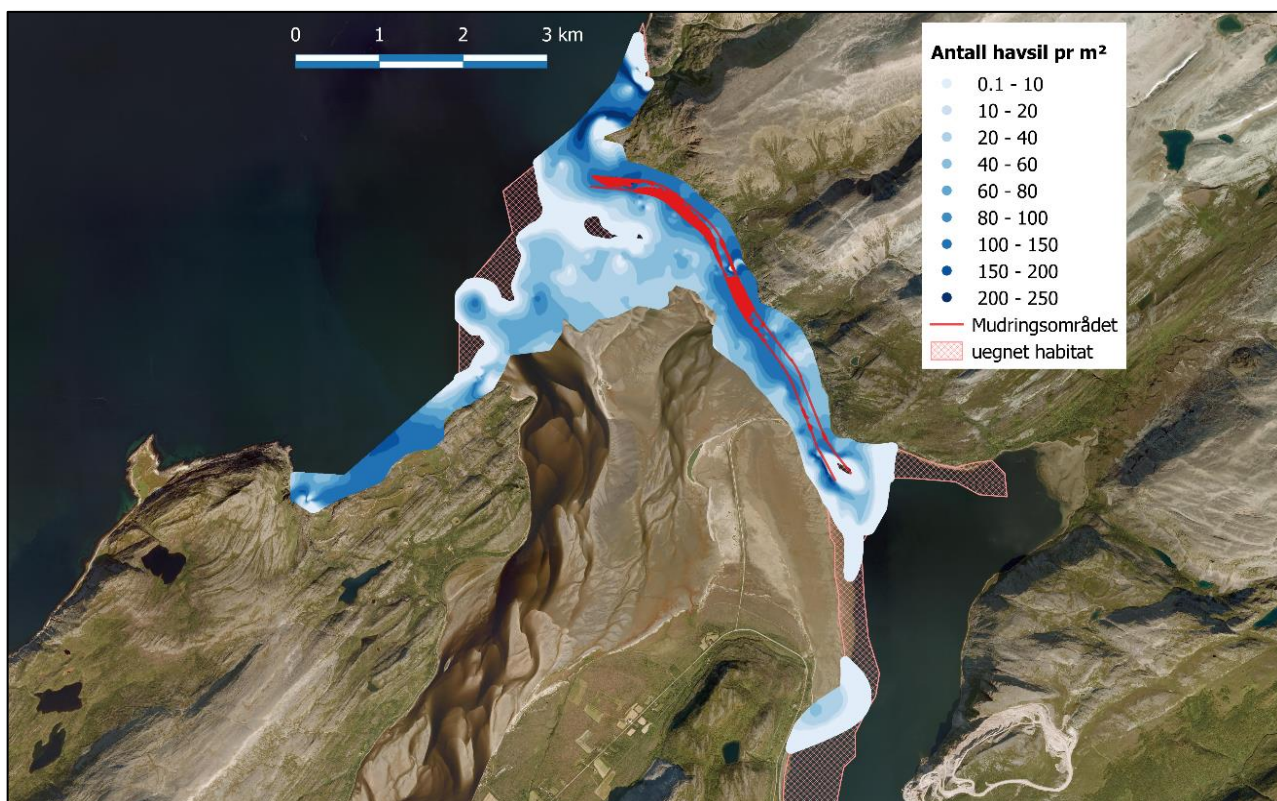 0 1 2 3 km
Antall havsil pr m²
0.1 - 10
10 - 20
20 - 40
40 - 60
60 - 80
80 - 100
100 - 150
150 - 200
200 - 250
Mudringsområdet
uegnet habitat